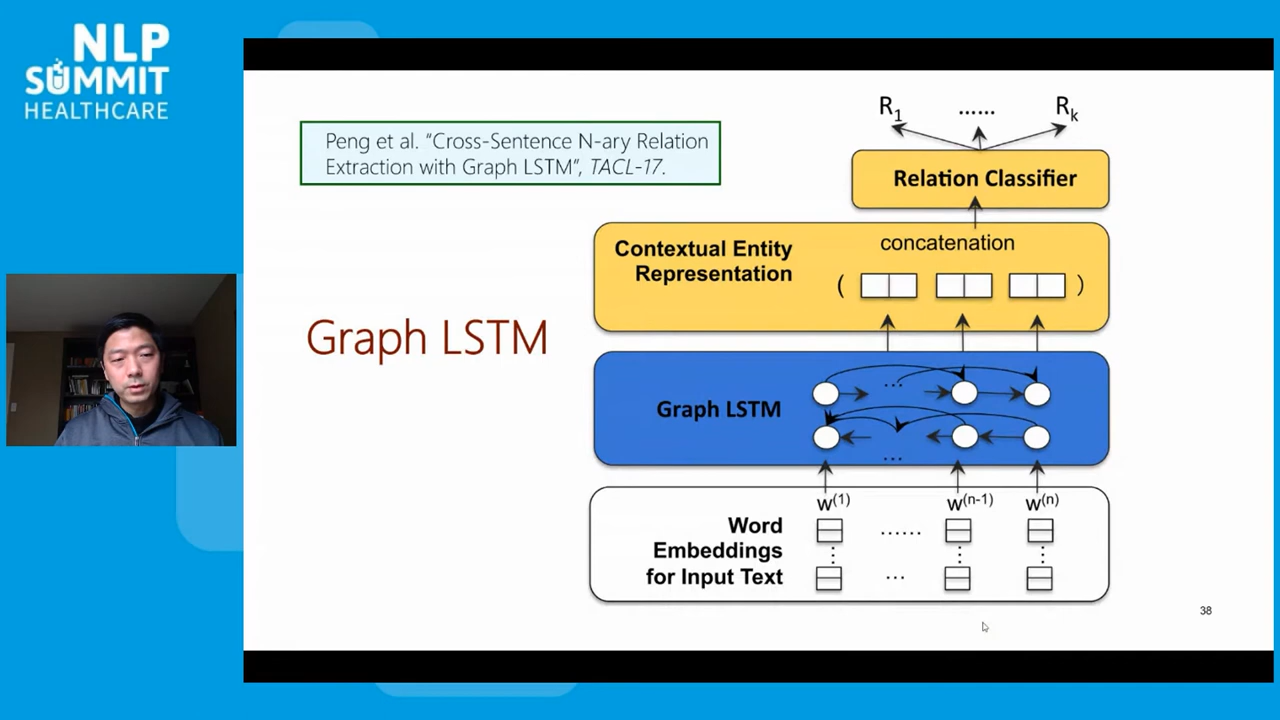 NLP
SUMMIT
HEALTHCARE
Peng et al. “Cross-Sentence N-ary Relation
Extraction with Graph LSTM”, TACL-17.
Graph LSTM
R1 ...... Rk
Relation Classifier
Contextual Entity
Representation
concatenation
( )
Graph LSTM
...
...
w(1) w(n-1) w(n)
Word
Embeddings
for Input Text
......
...
38